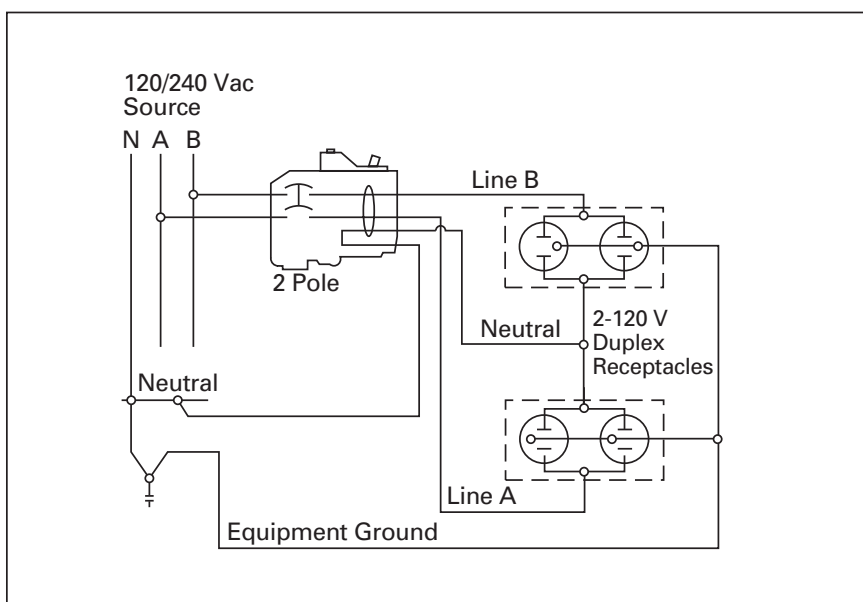 120/240 Vac
Source
N A B
Line B
2 Pole
Neutral
2-120 V
Duplex
Receptacles
Neutral
Line A
Equipment Ground